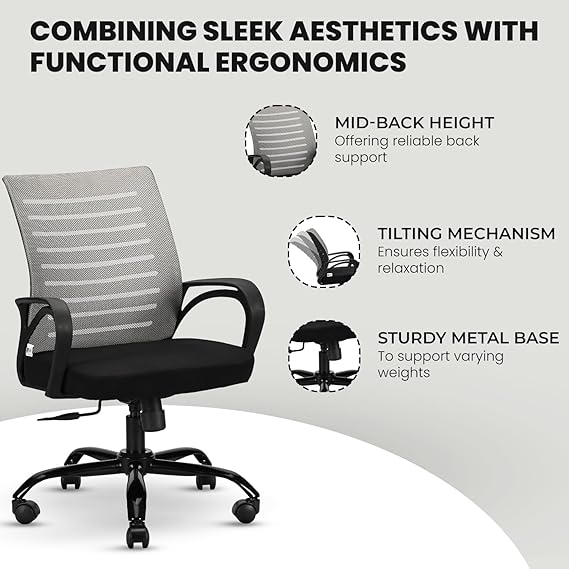 COMBINING SLEEK AESTHETICS WITH
FUNCTIONAL ERGONOMICS
MID-BACK HEIGHT
Offering reliable back
support
TILTING MECHANISM
Ensures flexibility &
relaxation
STURDY METAL BASE
To support varying
weights